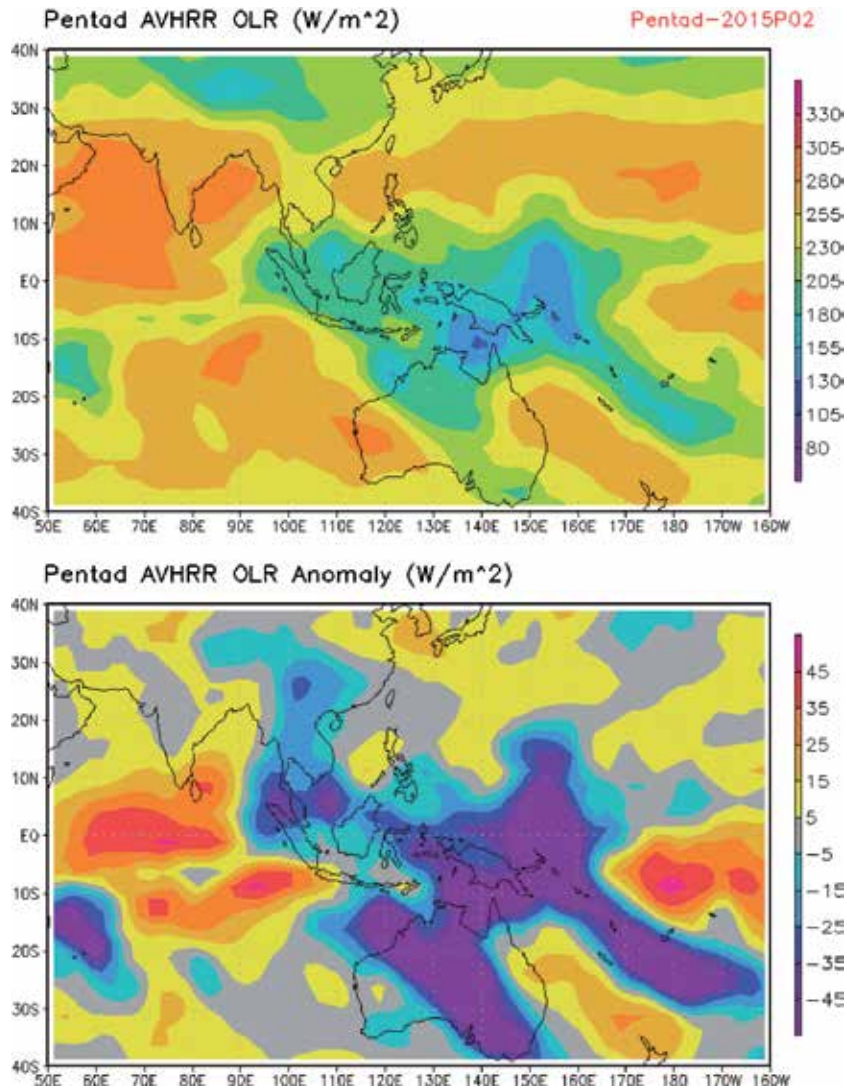 Pentad AVHRR OLR (W/m^2) Pentad-2015P02
40N
30N
20N
10N
EQ
10S
20S
30S
40S
50E 60E 70E 80E 90E 100E 110E 120E 130E 140E 150E 160E 170E 180 170W 160W
330
305
280
255
230
205
180
155
130
105
80
Pentad AVHRR OLR Anomaly (W/m^2)
40N
30N
20N
10N
EQ
10S
20S
30S
40S
50E 60E 70E 80E 90E 100E 110E 120E 130E 140E 150E 160E 170E 180 170W 160W
45
35
25
15
5
-5
-15
-25
-35
-45